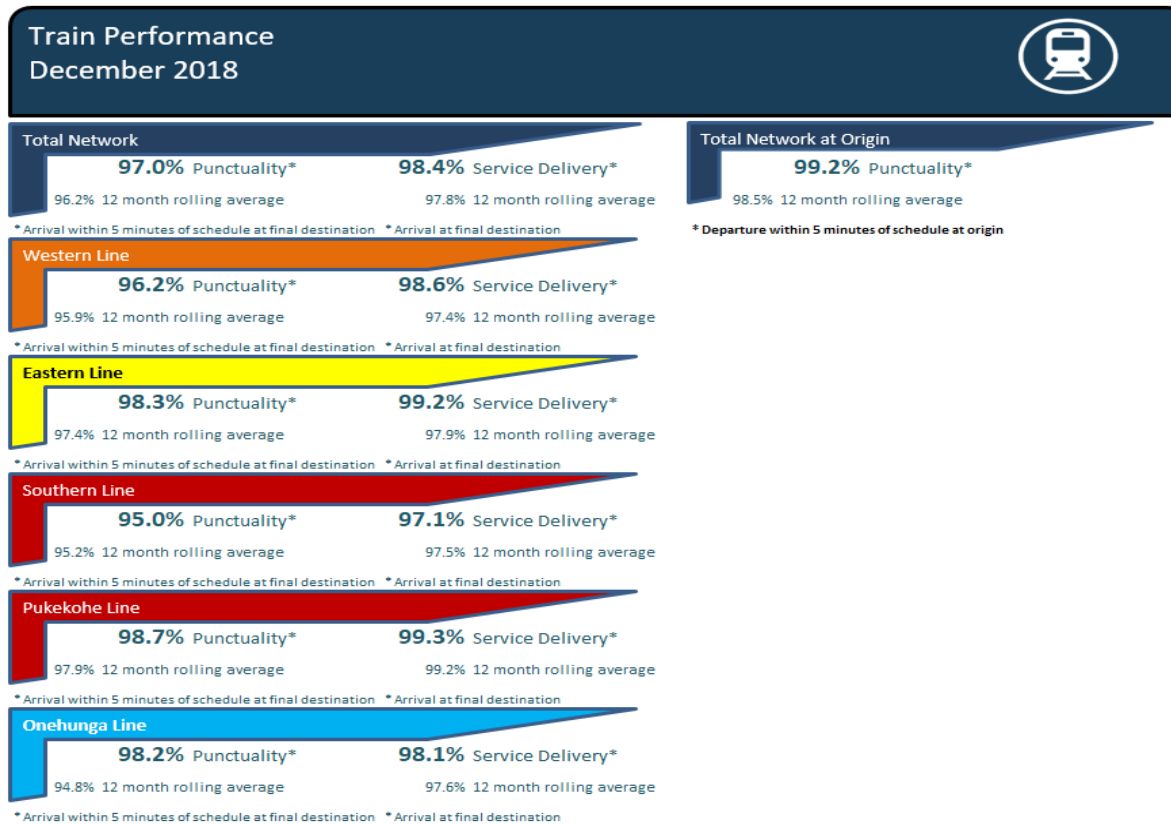 Train Performance
December 2018
Total Network
97.0% Punctuality* 98.4% Service Delivery*
96.2% 12 month rolling average 97.8% 12 month rolling average
* Arrival within 5 minutes of schedule at final destination * Arrival at final destination
Total Network at Origin
99.2% Punctuality*
98.5% 12 month rolling average
* Departure within 5 minutes of schedule at origin
Western Line
96.2% Punctuality* 98.6% Service Delivery*
95.9% 12 month rolling average 97.4% 12 month rolling average
* Arrival within 5 minutes of schedule at final destination * Arrival at final destination
Eastern Line
98.3% Punctuality* 99.2% Service Delivery*
97.4% 12 month rolling average 97.9% 12 month rolling average
* Arrival within 5 minutes of schedule at final destination * Arrival at final destination
Southern Line
95.0% Punctuality* 97.1% Service Delivery*
95.2% 12 month rolling average 97.5% 12 month rolling average
* Arrival within 5 minutes of schedule at final destination * Arrival at final destination
Pukekohe Line
98.7% Punctuality* 99.3% Service Delivery*
97.9% 12 month rolling average 99.2% 12 month rolling average
* Arrival within 5 minutes of schedule at final destination * Arrival at final destination
Onehunga Line
98.2% Punctuality* 98.1% Service Delivery*
94.8% 12 month rolling average 97.6% 12 month rolling average
* Arrival within 5 minutes of schedule at final destination * Arrival at final destination